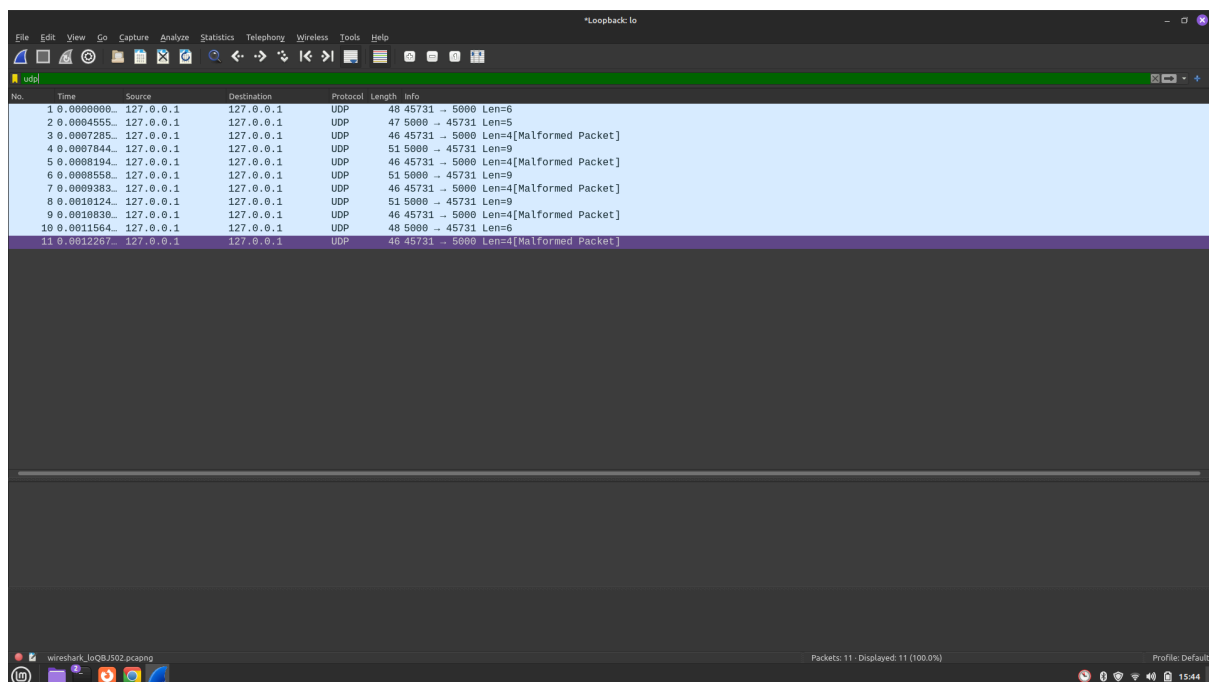 *Loopback: lo
File Edit View Go Capture Analyze Statistics Telephony Wireless Tools Help
udp
No. Time Source Destination Protocol Length Info
1 0.0000000… 127.0.0.1 127.0.0.1 UDP 48 45731 → 5000 Len=6
2 0.0004555… 127.0.0.1 127.0.0.1 UDP 47 5000 → 45731 Len=5
3 0.0007285… 127.0.0.1 127.0.0.1 UDP 46 45731 → 5000 Len=4[Malformed Packet]
4 0.0007844… 127.0.0.1 127.0.0.1 UDP 51 5000 → 45731 Len=9
5 0.0008194… 127.0.0.1 127.0.0.1 UDP 46 45731 → 5000 Len=4[Malformed Packet]
6 0.0008558… 127.0.0.1 127.0.0.1 UDP 51 5000 → 45731 Len=9
7 0.0009383… 127.0.0.1 127.0.0.1 UDP 46 45731 → 5000 Len=4[Malformed Packet]
8 0.0010124… 127.0.0.1 127.0.0.1 UDP 51 5000 → 45731 Len=9
9 0.0010830… 127.0.0.1 127.0.0.1 UDP 46 45731 → 5000 Len=4[Malformed Packet]
10 0.0011564… 127.0.0.1 127.0.0.1 UDP 48 5000 → 45731 Len=6
11 0.0012267… 127.0.0.1 127.0.0.1 UDP 46 45731 → 5000 Len=4[Malformed Packet]
wireshark_loQBJ502.pcapng Packets: 11 · Displayed: 11 (100.0%) Profile: Default
2 15:44